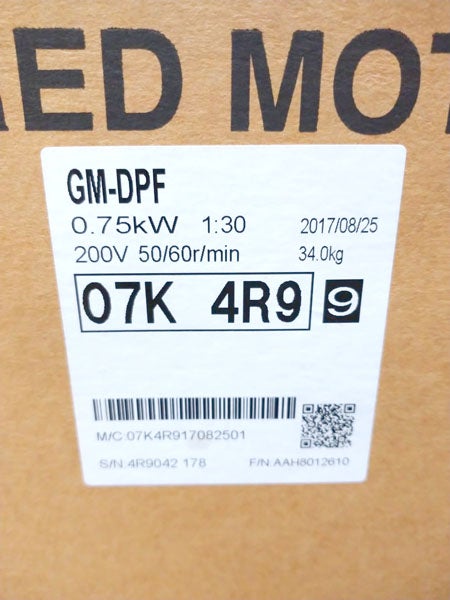 RED MOT
GM-DPF
0.75kW 1:30 2017/08/25
200V 50/60r/min 34.0kg
07K 4R9 9
M/C.07K4R917082501
S/N.4R9042 178 F/N.AAH8012610